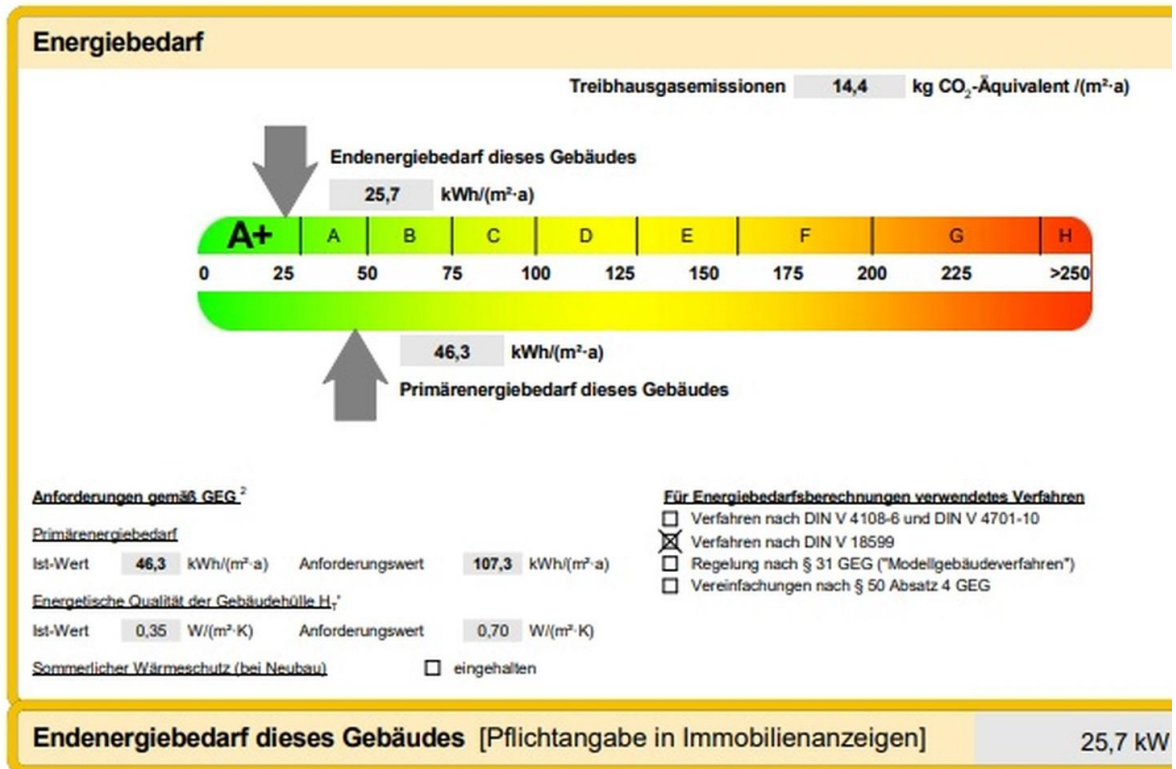 Energiebedarf
Treibhausgasemissionen 14,4 kg CO₂-Äquivalent /(m²·a)
Endenergiebedarf dieses Gebäudes
25,7 kWh/(m²·a)
A+ A B C D E F G H
0 25 50 75 100 125 150 175 200 225 >250
46,3 kWh/(m²·a)
Primärenergiebedarf dieses Gebäudes
Anforderungen gemäß GEG ²
Primärenergiebedarf
Ist-Wert 46,3 kWh/(m²·a) Anforderungswert 107,3 kWh/(m²·a)
Energetische Qualität der Gebäudehülle H_T'
Ist-Wert 0,35 W/(m²·K) Anforderungswert 0,70 W/(m²·K)
Sommerlicher Wärmeschutz (bei Neubau) ☐ eingehalten
Für Energiebedarfsberechnungen verwendetes Verfahren
☐ Verfahren nach DIN V 4108-6 und DIN V 4701-10
☒ Verfahren nach DIN V 18599
☐ Regelung nach § 31 GEG ("Modellgebäudeverfahren")
☐ Vereinfachungen nach § 50 Absatz 4 GEG
Endenergiebedarf dieses Gebäudes [Pflichtangabe in Immobilienanzeigen] 25,7 kW